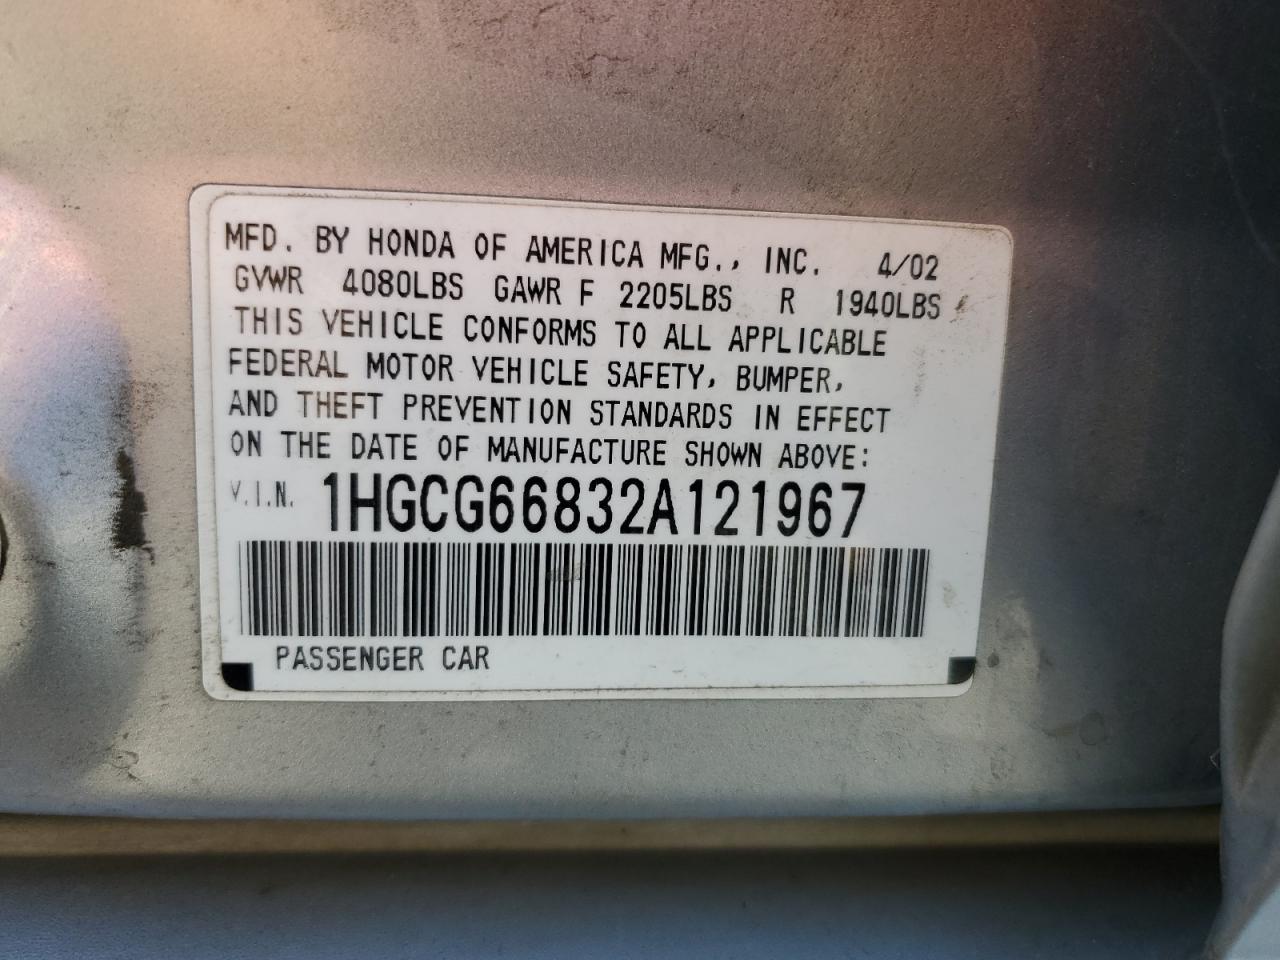 MFD. BY HONDA OF AMERICA MFG., INC. 4/02
GVWR 4080LBS GAWR F 2205LBS R 1940LBS
THIS VEHICLE CONFORMS TO ALL APPLICABLE
FEDERAL MOTOR VEHICLE SAFETY, BUMPER,
AND THEFT PREVENTION STANDARDS IN EFFECT
ON THE DATE OF MANUFACTURE SHOWN ABOVE:
V.I.N. 1HGCG66832A121967
PASSENGER CAR